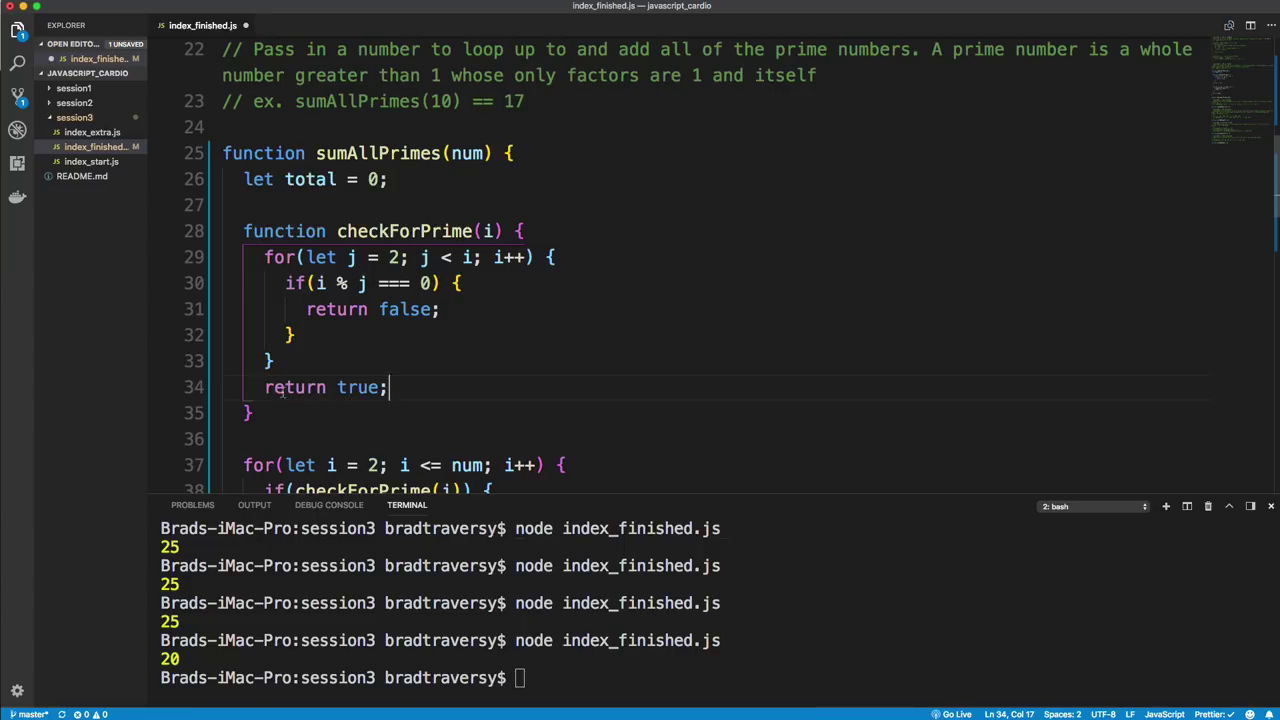 index_finished.js — javascript_cardio
EXPLORER
index_finished.js
OPEN EDITO... 1 UNSAVED
index_finishe... M
JAVASCRIPT_CARDIO
session1
session2
session3
index_extra.js
index_finished... M
index_start.js
README.md
22 // Pass in a number to loop up to and add all of the prime numbers. A prime number is a whole
number greater than 1 whose only factors are 1 and itself
23 // ex. sumAllPrimes(10) == 17
24
25 function sumAllPrimes(num) {
26 let total = 0;
27
28 function checkForPrime(i) {
29 for(let j = 2; j < i; i++) {
30 if(i % j === 0) {
31 return false;
32 }
33 }
34 return true;
35 }
36
37 for(let i = 2; i <= num; i++) {
38 if(checkForPrime(i)) {
PROBLEMS OUTPUT DEBUG CONSOLE TERMINAL 2: bash
Brads-iMac-Pro:session3 bradtraversy$ node index_finished.js
25
Brads-iMac-Pro:session3 bradtraversy$ node index_finished.js
25
Brads-iMac-Pro:session3 bradtraversy$ node index_finished.js
25
Brads-iMac-Pro:session3 bradtraversy$ node index_finished.js
20
Brads-iMac-Pro:session3 bradtraversy$
master* 0 0 Go Live Ln 34, Col 17 Spaces: 2 UTF-8 LF JavaScript Prettier: ✓